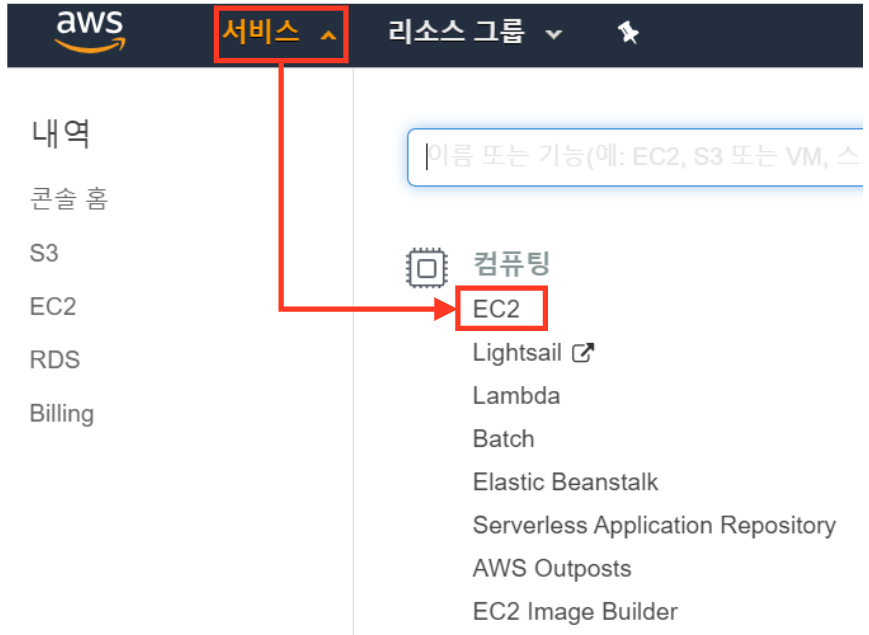 aws 서비스 리소스 그룹
내역
콘솔 홈
S3
EC2
RDS
Billing
이름 또는 기능(예: EC2, S3 또는 VM, 스
컴퓨팅
EC2
Lightsail
Lambda
Batch
Elastic Beanstalk
Serverless Application Repository
AWS Outposts
EC2 Image Builder